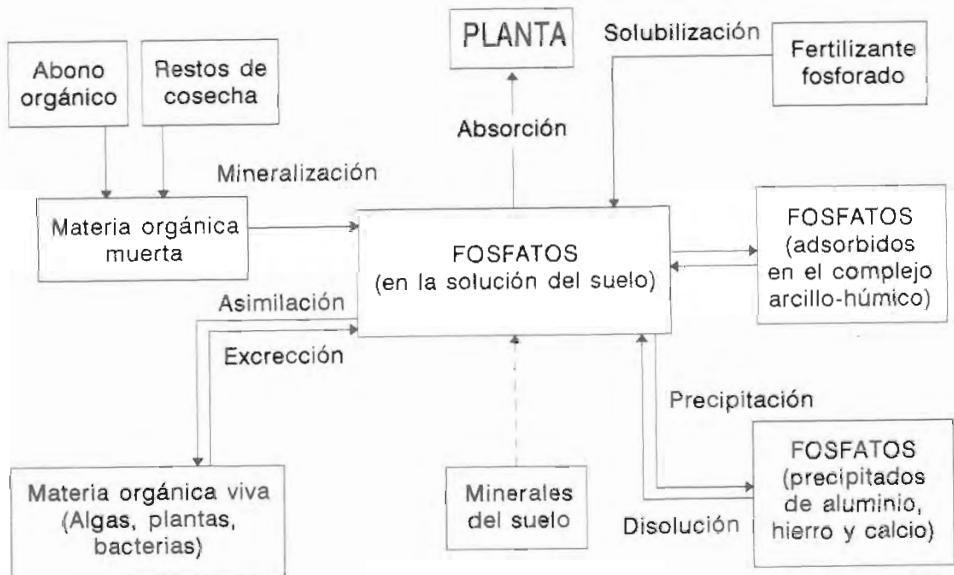 Abono
orgánico
Restos de
cosecha
PLANTA
Solubilización
Fertilizante
fosforado
Absorción
Mineralización
Materia orgánica
muerta
FOSFATOS
(en la solución del suelo)
FOSFATOS
(adsorbidos
en el complejo
arcillo-húmico)
Asimilación
Excrección
Precipitación
Materia orgánica viva
(Algas, plantas,
bacterias)
Minerales
del suelo
Disolución
FOSFATOS
(precipitados
de aluminio,
hierro y calcio)